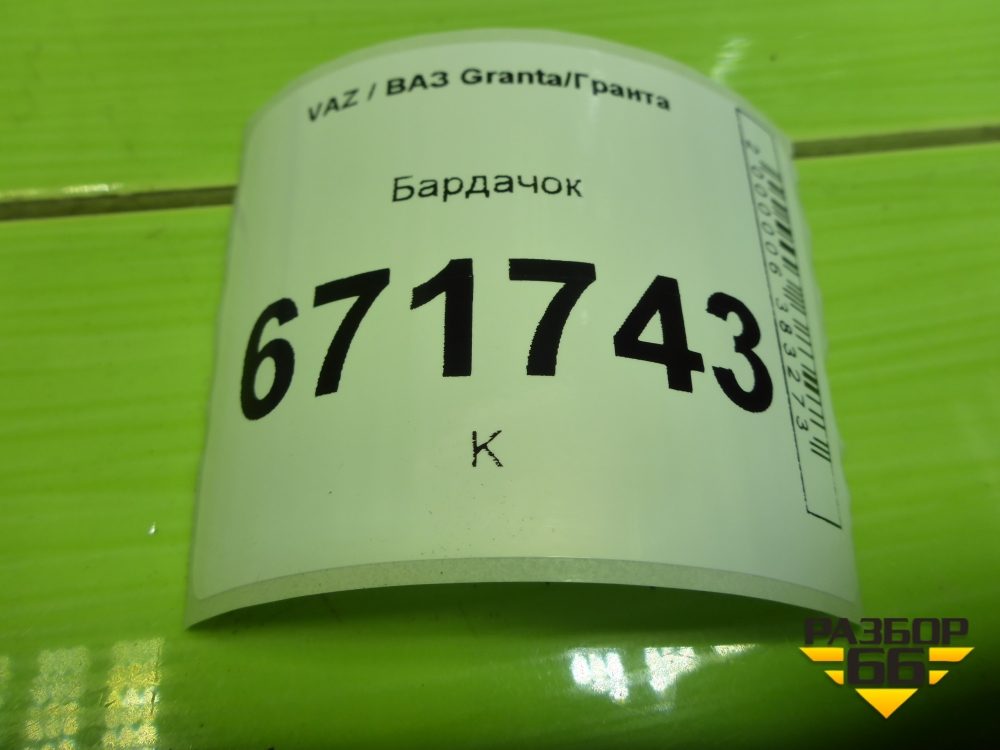 VAZ / ВАЗ Granta/Гранта
Бардачок
671743
К
2000006383273
РАЗБОР
66